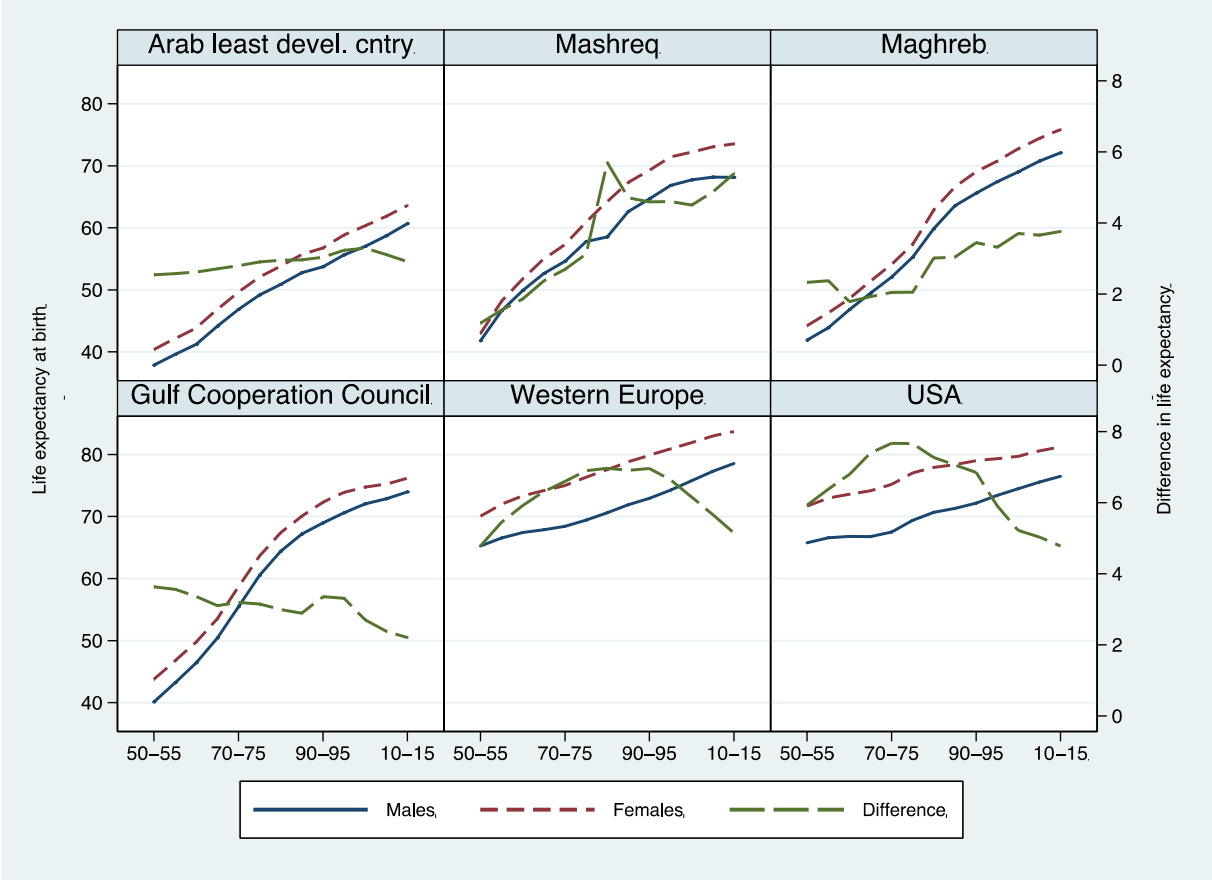 Arab least devel. cntry
Mashreq
Maghreb
80
70
60
50
40
8
6
4
2
0
Gulf Cooperation Council
Western Europe
USA
80
70
60
50
40
8
6
4
2
0
Life expectancy at birth
Difference in life expectancy
50–55
70–75
90–95
10–15
50–55
70–75
90–95
10–15
50–55
70–75
90–95
10–15
Males
Females
Difference